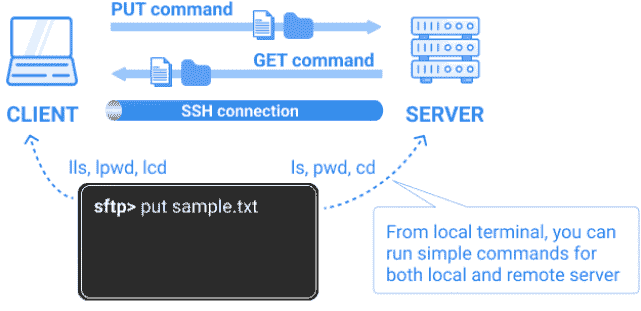 PUT command
GET command
SSH connection
CLIENT
SERVER
lls, lpwd, lcd
ls, pwd, cd
sftp> put sample.txt
From local terminal, you can
run simple commands for
both local and remote server